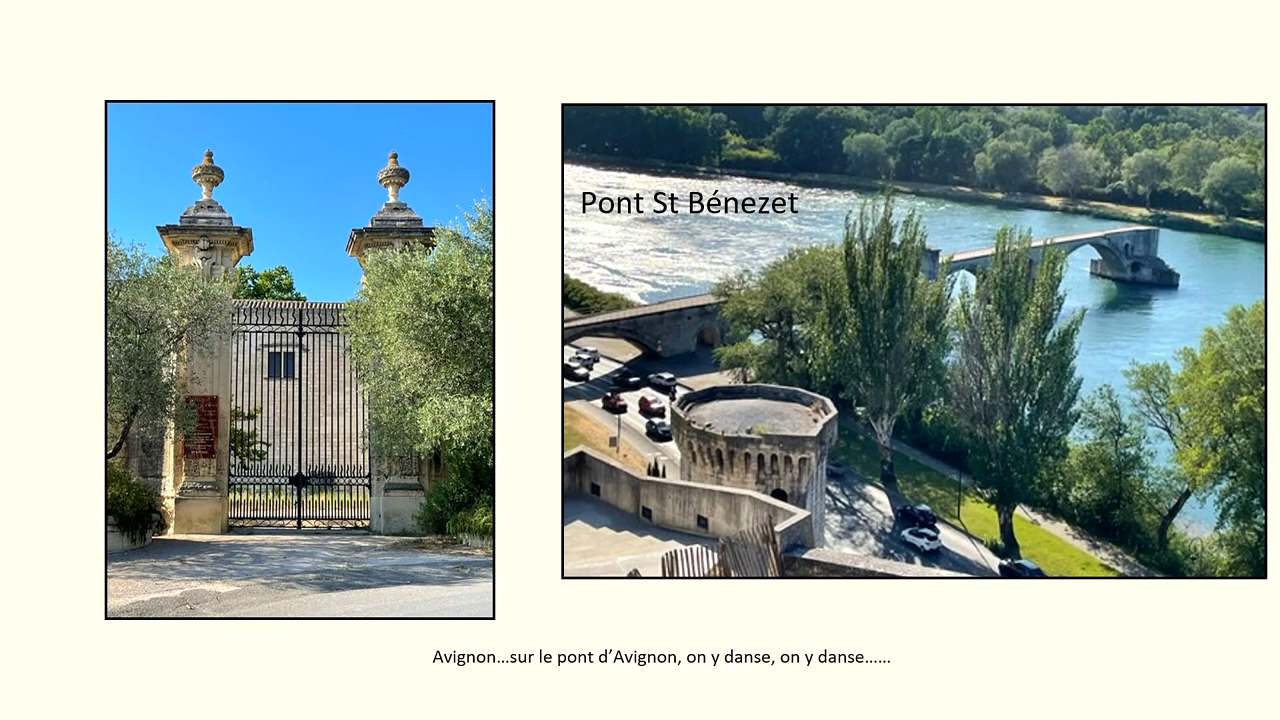 Pont St Bénezet
Avignon...sur le pont d’Avignon, on y danse, on y danse......